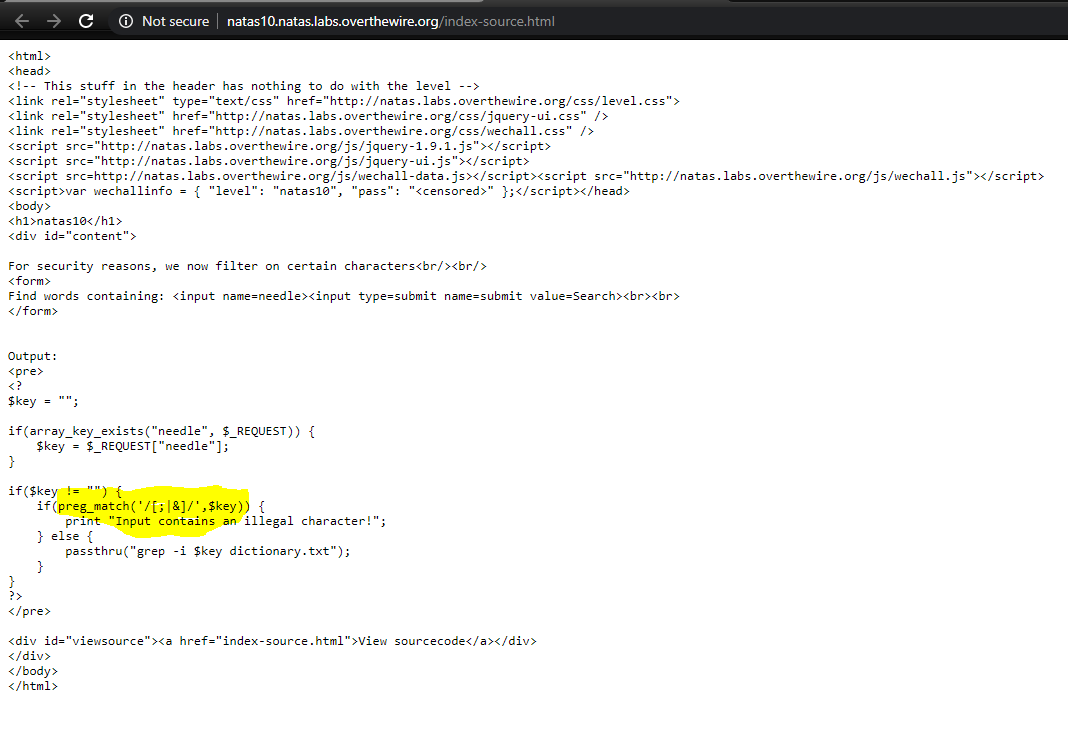 Not secure | natas10.natas.labs.overthewire.org/index-source.html
<html>
<head>
<!-- This stuff in the header has nothing to do with the level -->
<link rel="stylesheet" type="text/css" href="http://natas.labs.overthewire.org/css/level.css">
<link rel="stylesheet" href="http://natas.labs.overthewire.org/css/jquery-ui.css" />
<link rel="stylesheet" href="http://natas.labs.overthewire.org/css/wechall.css" />
<script src="http://natas.labs.overthewire.org/js/jquery-1.9.1.js"></script>
<script src="http://natas.labs.overthewire.org/js/jquery-ui.js"></script>
<script src=http://natas.labs.overthewire.org/js/wechall-data.js></script><script src="http://natas.labs.overthewire.org/js/wechall.js"></script>
<script>var wechallinfo = { "level": "natas10", "pass": "<censored>" };</script></head>
<body>
<h1>natas10</h1>
<div id="content">

For security reasons, we now filter on certain characters<br/><br/>
<form>
Find words containing: <input name=needle><input type=submit name=submit value=Search><br><br>
</form>


Output:
<pre>
<?
$key = "";

if(array_key_exists("needle", $_REQUEST)) {
    $key = $_REQUEST["needle"];
}

if($key != "") {
    if(preg_match('/[;|&]/',$key)) {
        print "Input contains an illegal character!";
    } else {
        passthru("grep -i $key dictionary.txt");
    }
}
?>
</pre>

<div id="viewsource"><a href="index-source.html">View sourcecode</a></div>
</div>
</body>
</html>